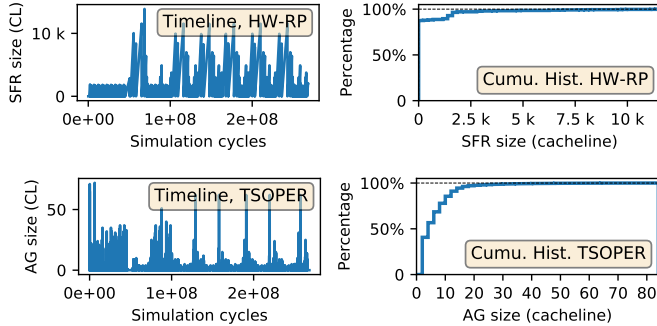 SFR size (CL)
10 k
0
Timeline, HW-RP
0e+00 1e+08 2e+08
Simulation cycles
Percentage
100%
50%
0
Cumu. Hist. HW-RP
0 2.5 k 5 k 7.5 k 10 k
SFR size (cacheline)
AG size (CL)
50
0
Timeline, TSOPER
0e+00 1e+08 2e+08
Simulation cycles
Percentage
100%
50%
0
Cumu. Hist. TSOPER
0 10 20 30 40 50 60 70 80
AG size (cacheline)